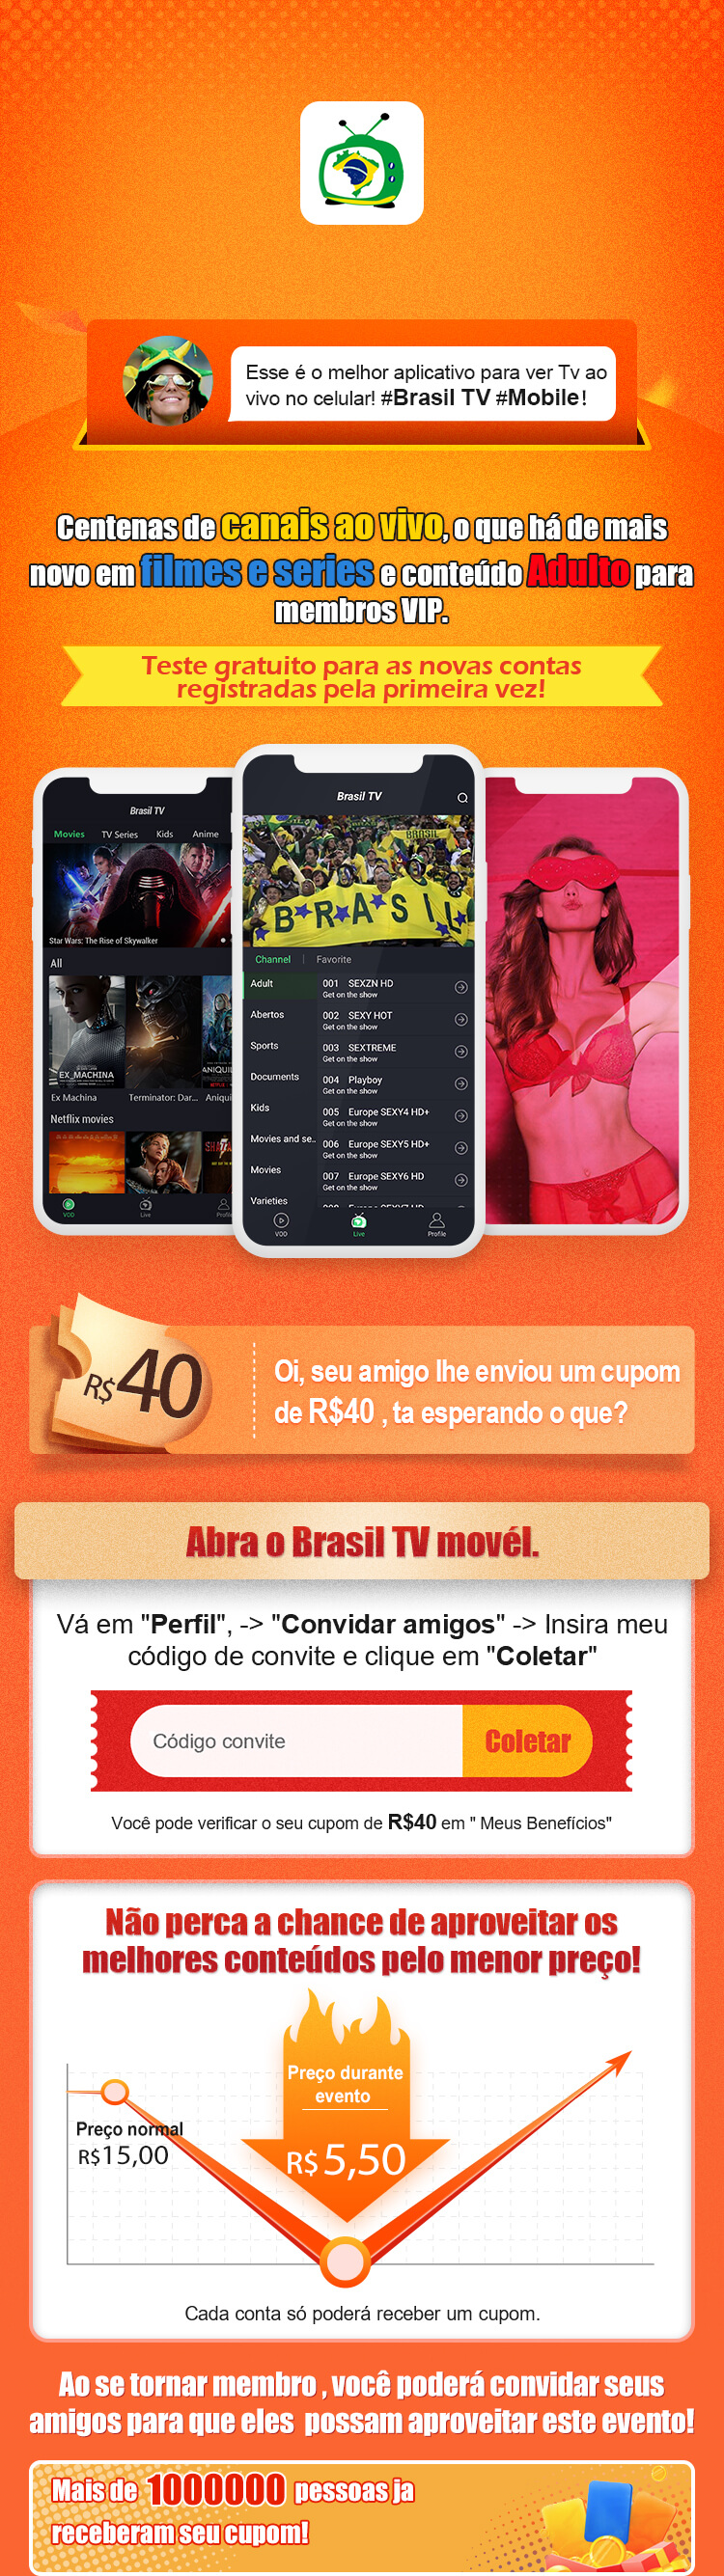 Esse é o melhor aplicativo para ver Tv ao
vivo no celular! #Brasil TV #Mobile!
Centenas de canais ao vivo, o que há de mais
novo em filmes e series e conteúdo Adulto para
membros VIP.
Teste gratuito para as novas contas
registradas pela primeira vez!
Brasil TV
Movies TV Series Kids Anime
Star Wars: The Rise of Skywalker
All
EX_MACHINA
ANIQUIL
Ex Machina Terminator: Dar... Aniqui
Netflix movies
VOD Live Profil
Brasil TV
BRASIL
BRASIL
Channel Favorite
Adult
Abertos
Sports
Documents
Kids
Movies and se..
Movies
Varieties
001 SEXZN HD
Get on the show
002 SEXY HOT
Get on the show
003 SEXTREME
Get on the show
004 Playboy
Get on the show
005 Europe SEXY4 HD+
Get on the show
006 Europe SEXY5 HD+
Get on the show
007 Europe SEXY6 HD
Get on the show
VOD Live Profile
R$40
Oi, seu amigo lhe enviou um cupom
de R$40 , ta esperando o que?
Abra o Brasil TV movél.
Vá em "Perfil", -> "Convidar amigos" -> Insira meu
código de convite e clique em "Coletar"
Código convite Coletar
Você pode verificar o seu cupom de R$40 em " Meus Benefícios"
Não perca a chance de aproveitar os
melhores conteúdos pelo menor preço!
Preço durante
evento
R$ 5,50
Preço normal
R$15,00
Cada conta só poderá receber um cupom.
Ao se tornar membro , você poderá convidar seus
amigos para que eles possam aproveitar este evento!
Mais de 1000000 pessoas ja
receberam seu cupom!